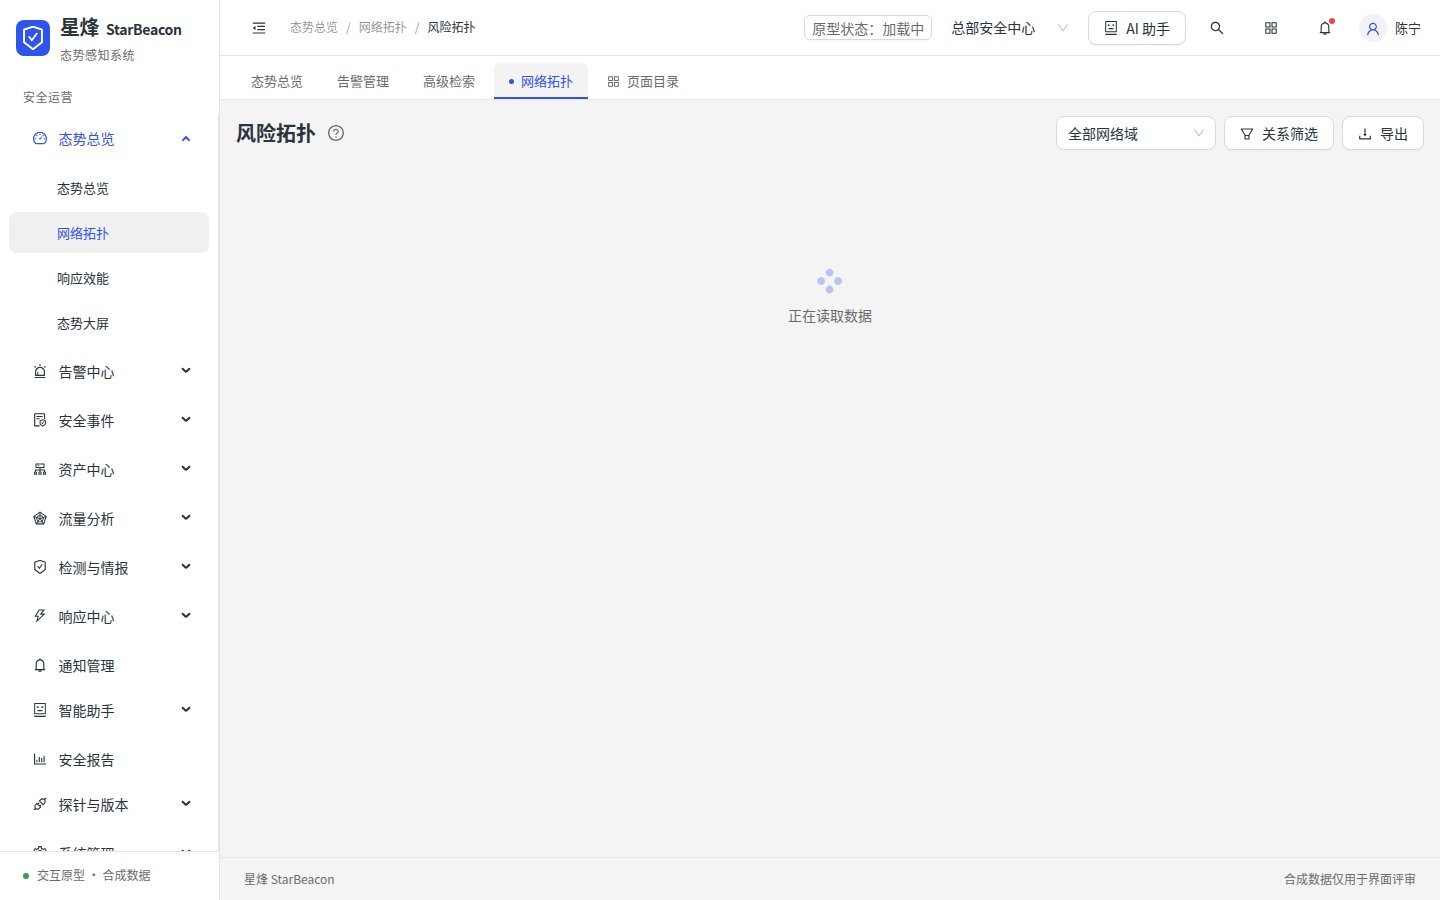 星烽 StarBeacon
态势感知系统
安全运营
态势总览
态势总览
网络拓扑
响应效能
态势大屏
告警中心
安全事件
资产中心
流量分析
检测与情报
响应中心
通知管理
智能助手
安全报告
探针与版本
系统管理
交互原型 · 合成数据
态势总览 / 网络拓扑 / 风险拓扑
原型状态：加载中
总部安全中心
AI 助手
陈宁
态势总览
告警管理
高级检索
网络拓扑
页面目录
风险拓扑
全部网络域
关系筛选
导出
正在读取数据
星烽 StarBeacon
合成数据仅用于界面评审